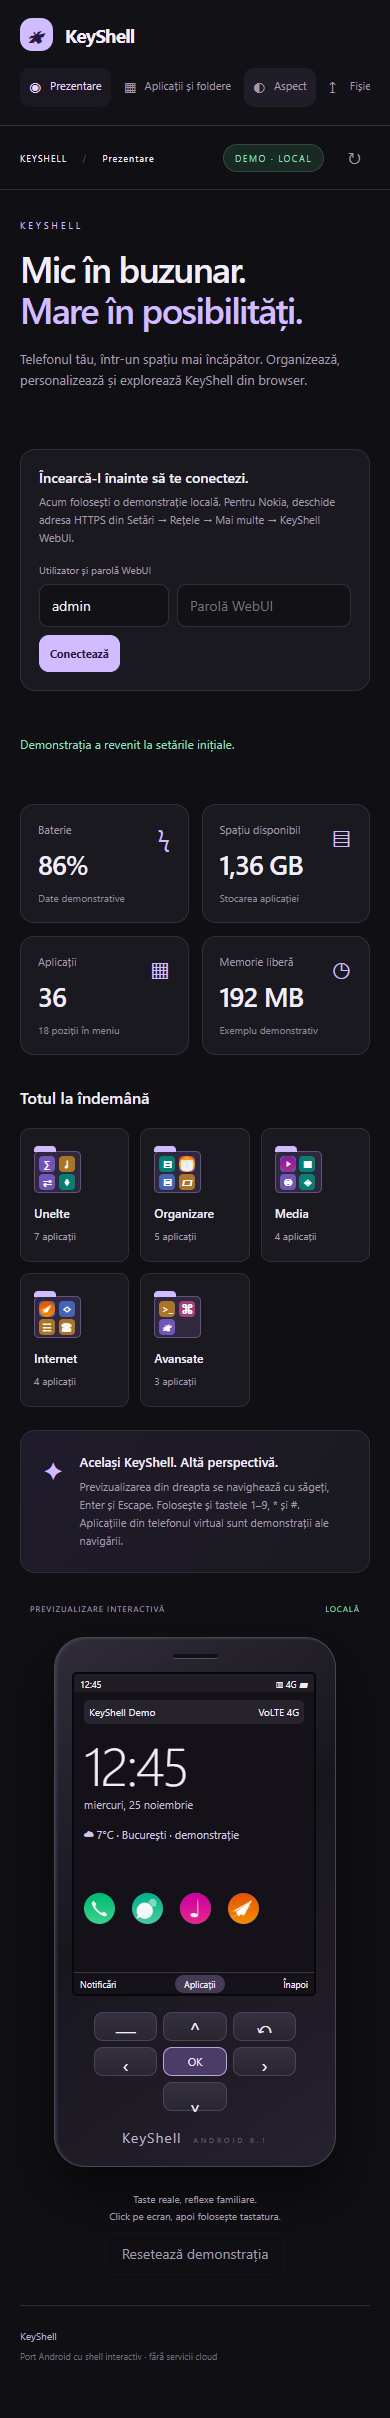 KeyShell
Prezentare
Aplicații și foldere
Aspect
Fișie
KEYSHELL / Prezentare
DEMO · LOCAL
KEYSHELL
Mic în buzunar.
Mare în posibilități.
Telefonul tău, într-un spațiu mai încăpător. Organizează,
personalizează și explorează KeyShell din browser.
Încearcă-l înainte să te conectezi.
Acum folosești o demonstrație locală. Pentru Nokia, deschide
adresa HTTPS din Setări → Rețele → Mai multe → KeyShell
WebUI.
Utilizator și parolă WebUI
admin
Parolă WebUI
Conectează
Demonstrația a revenit la setările inițiale.
Baterie
86%
Date demonstrative
Spațiu disponibil
1,36 GB
Stocarea aplicației
Aplicații
36
18 poziții în meniu
Memorie liberă
192 MB
Exemplu demonstrativ
Totul la îndemână
Unelte
7 aplicații
Organizare
5 aplicații
Media
4 aplicații
Internet
4 aplicații
Avansate
3 aplicații
Același KeyShell. Altă perspectivă.
Previzualizarea din dreapta se navighează cu săgeți,
Enter și Escape. Folosește și tastele 1–9, * și #.
Aplicațiile din telefonul virtual sunt demonstrații ale
navigării.
PREVIZUALIZARE INTERACTIVĂ
LOCALĂ
12:45
4G
KeyShell Demo
VoLTE 4G
12:45
miercuri, 25 noiembrie
7°C · București · demonstrație
Notificări
Aplicații
Înapoi
OK
KeyShell ANDROID 8.1
Taste reale, reflexe familiare.
Click pe ecran, apoi folosește tastatura.
Resetează demonstrația
KeyShell
Port Android cu shell interactiv · fără servicii cloud